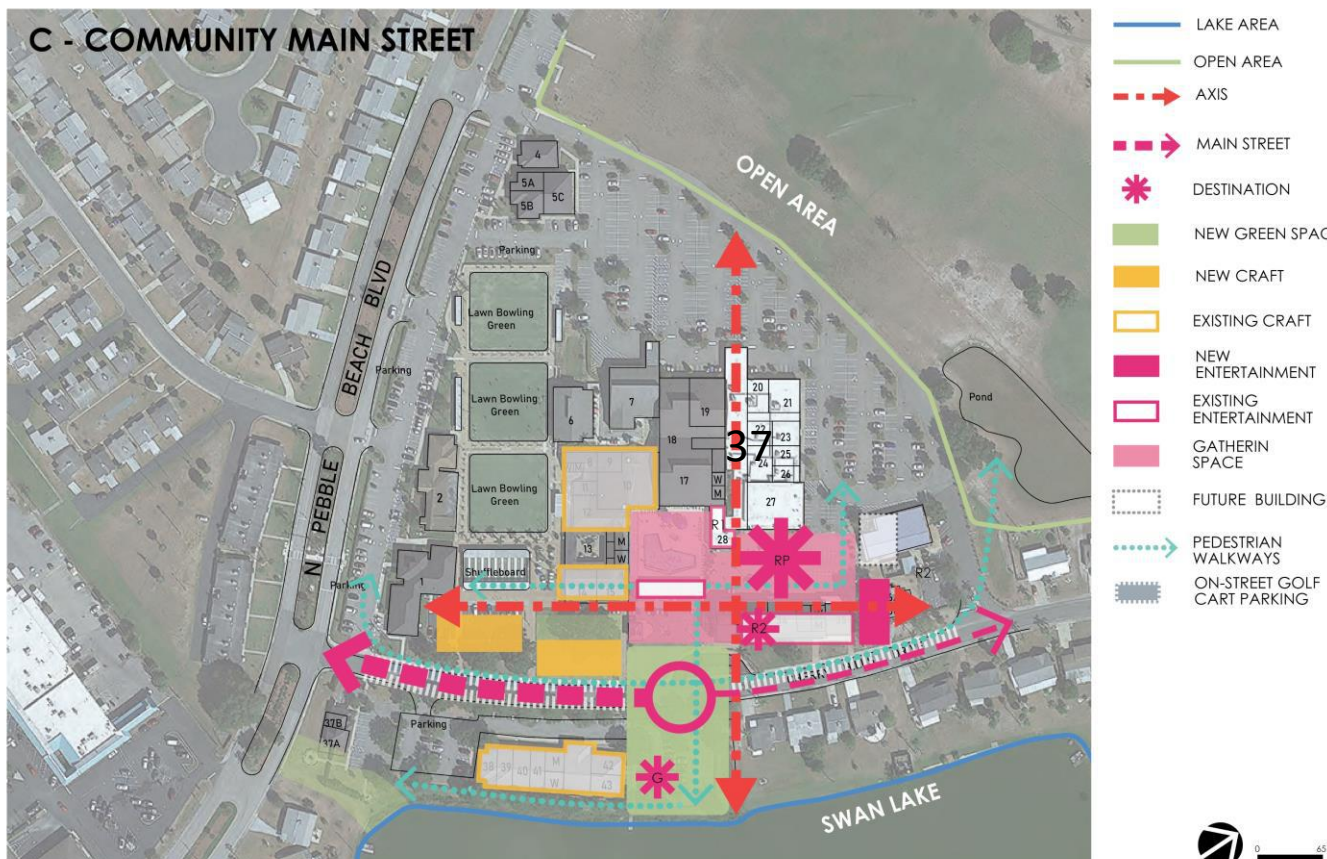 C - COMMUNITY MAIN STREET
LAKE AREA
OPEN AREA
AXIS
MAIN STREET
DESTINATION
NEW GREEN SPAC
NEW CRAFT
EXISTING CRAFT
NEW
ENTERTAINMENT
EXISTING
ENTERTAINMENT
GATHERIN
SPACE
FUTURE BUILDING
PEDESTRIAN
WALKWAYS
ON-STREET GOLF
CART PARKING
0 65
OPEN AREA
N PEBBLE BEACH BLVD
4
5A
5B
5C
Parking
Lawn Bowling
Green
Parking
Lawn Bowling
Green
Lawn Bowling
Green
6
7
2
1
Parking
Shuffleboard
9
10
13
M
W
17
18
19
W
M
20
21
22
23
24
25
26
27
37
R1
28
RP
R2
R2
Pond
Parking
37B
37A
38
39
40
41
M
W
42
43
G
SWAN LAKE